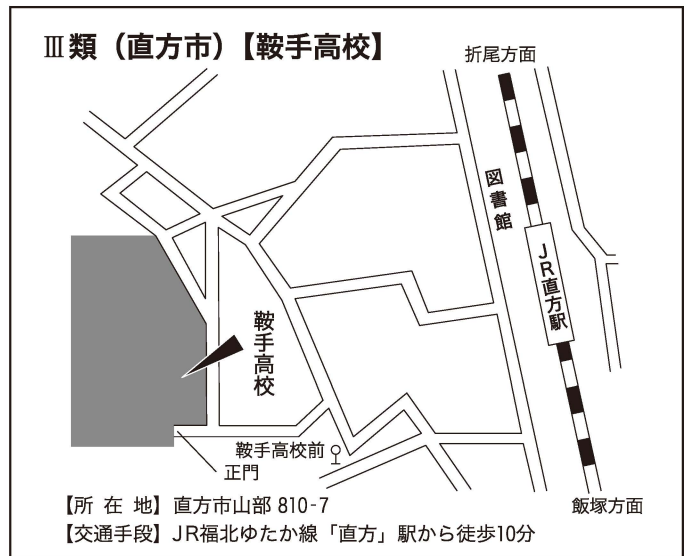 Ⅲ類（直方市）【鞍手高校】
折尾方面
図書館
JR直方駅
鞍手高校
鞍手高校前
正門
飯塚方面
【所 在 地】直方市山部 810-7
【交通手段】JR福北ゆたか線「直方」駅から徒歩10分